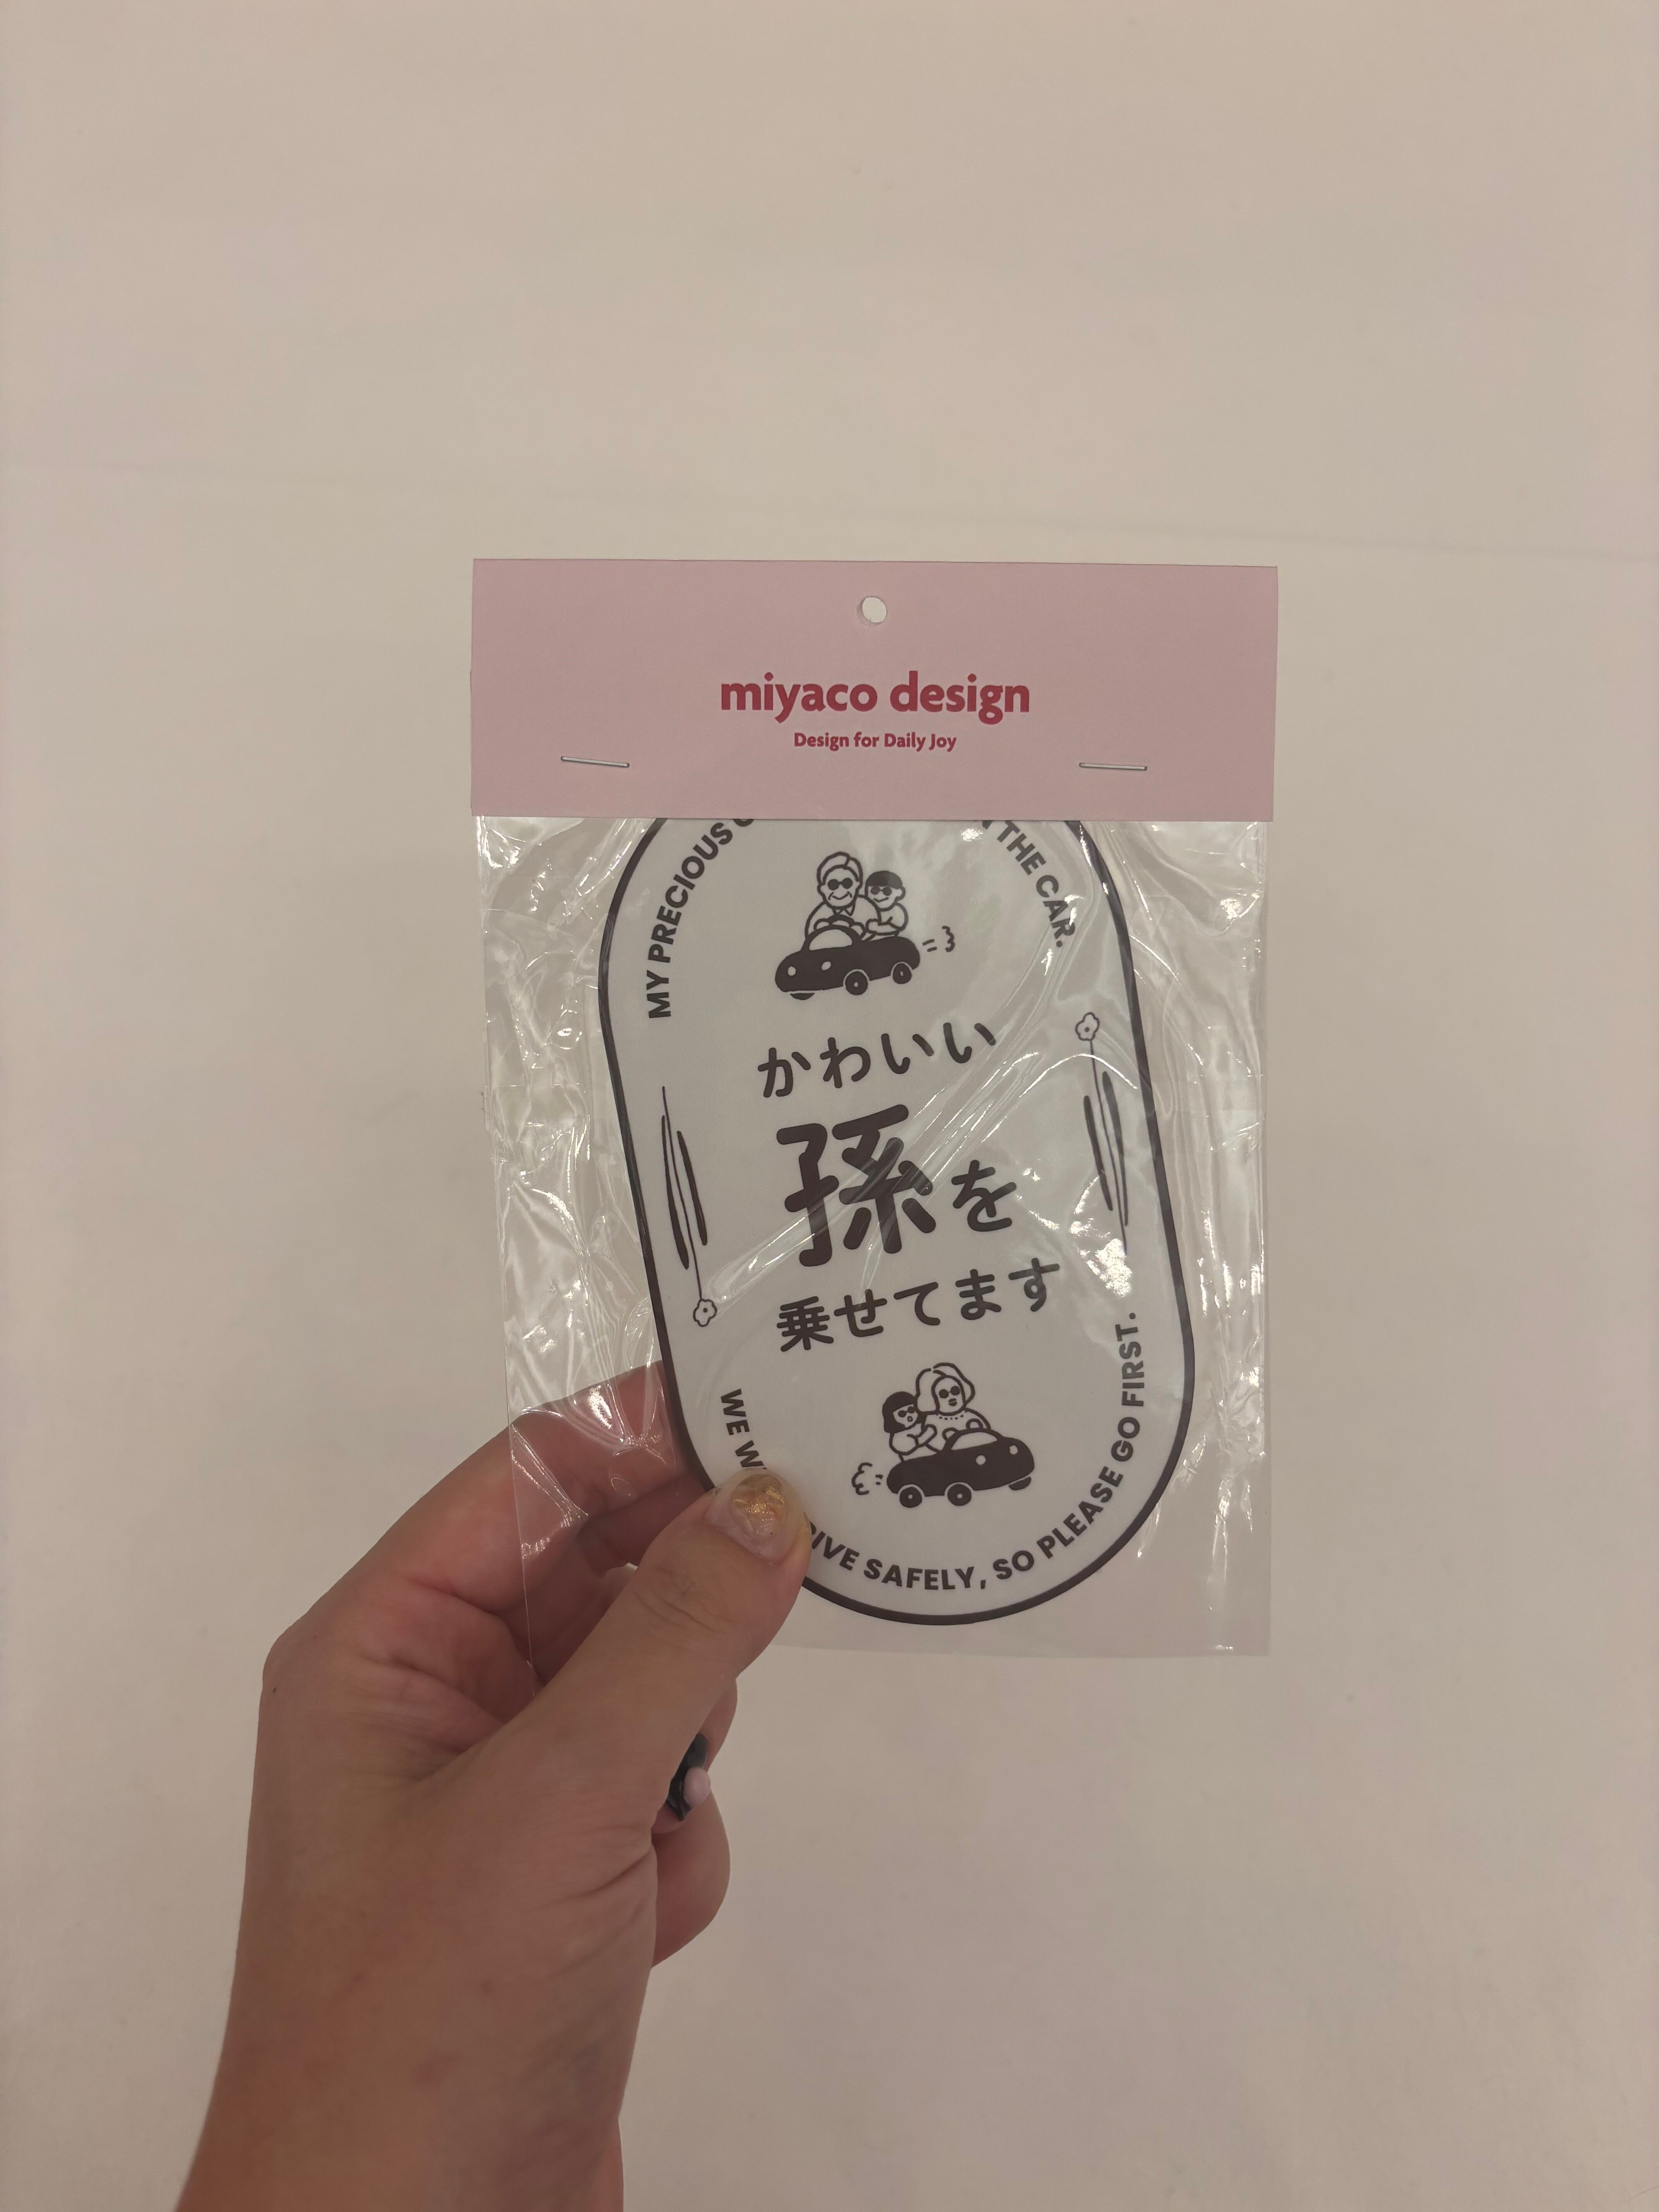 miyaco design
Design for Daily Joy
MY PRECIOUS
THE CAR.
かわいい
孫を
乗せてます
WE
SAFELY, SO PLEASE GO FIRST.